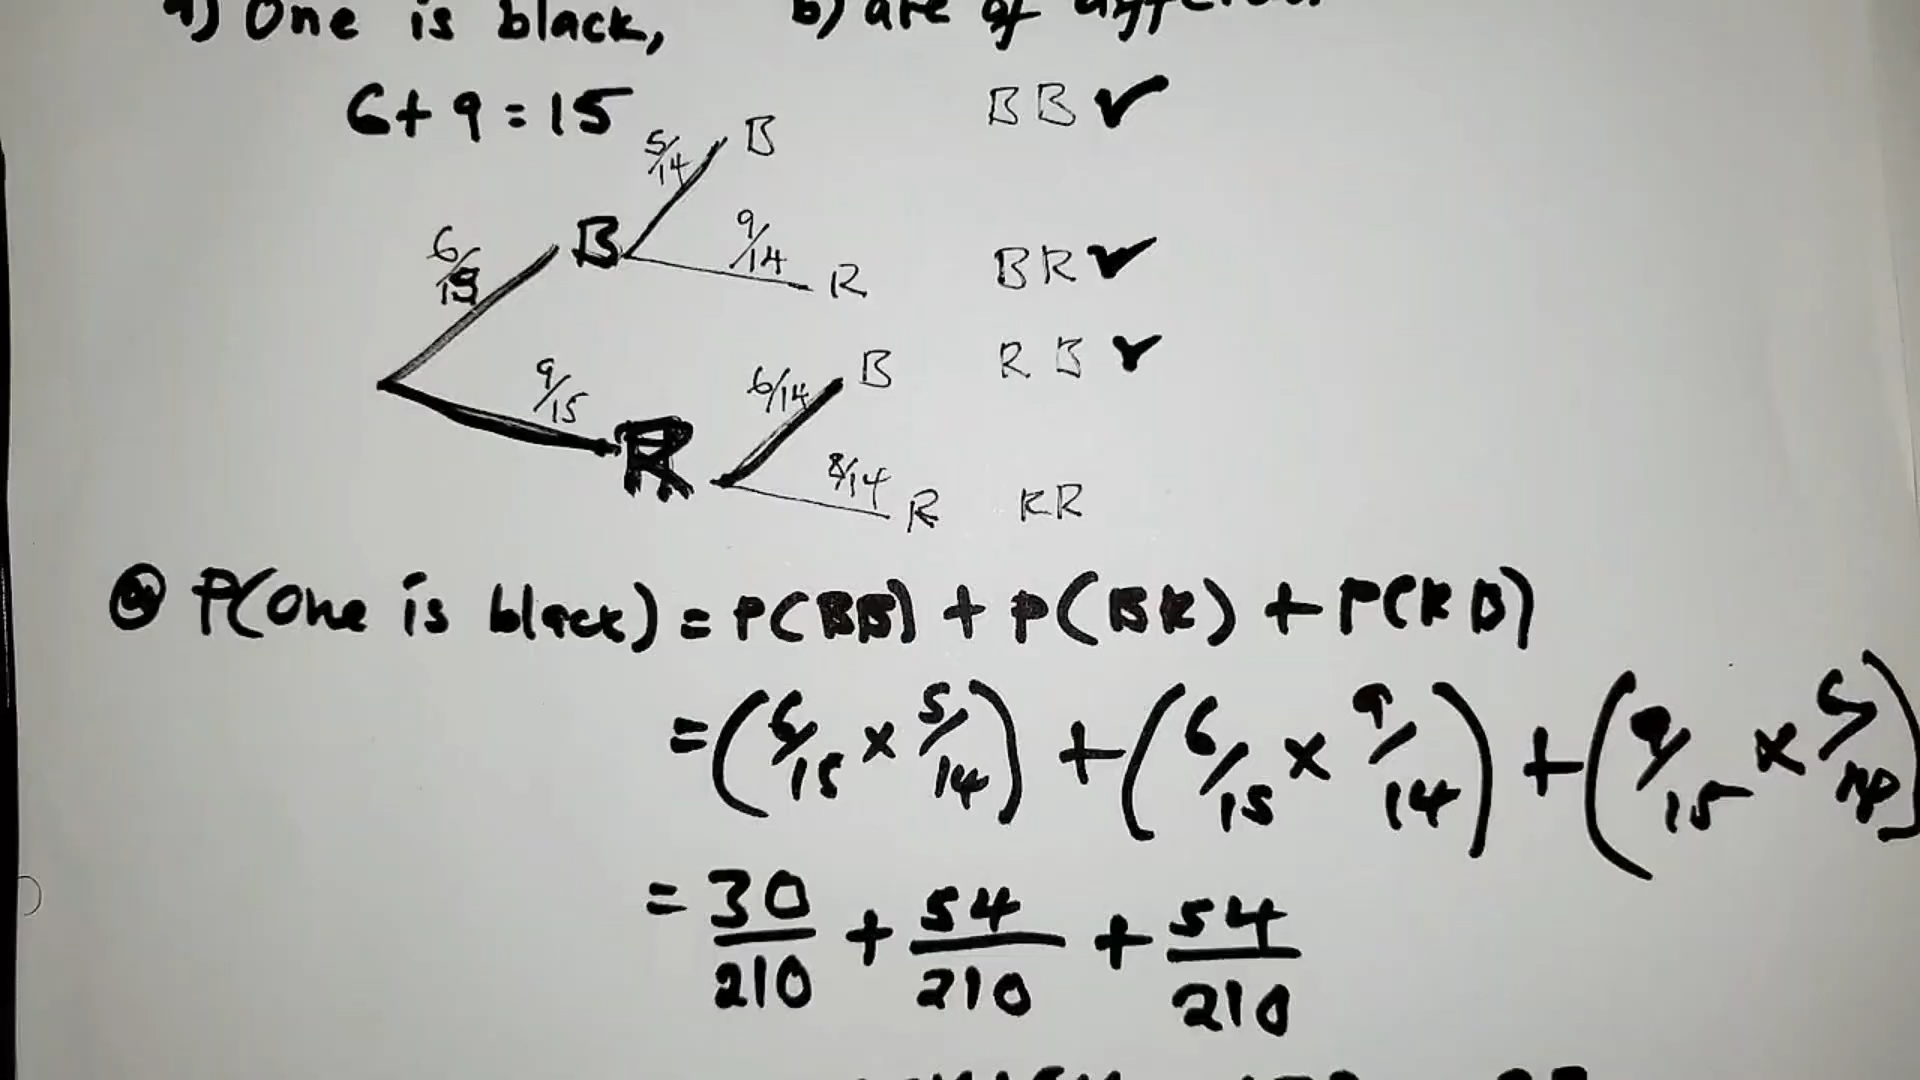 a) One is black, b) are of different
6+9=15 BB✔
5/14 B
6/15 B 9/14 R BR✔
9/15 R 6/14 B RB✔
8/14 R RR
@ P(One is black) = P(BB) + P(BR) + P(RB)
=(6/15 × 5/14) + (6/15 × 9/14) + (9/15 × 6/14)
= 30/210 + 54/210 + 54/210